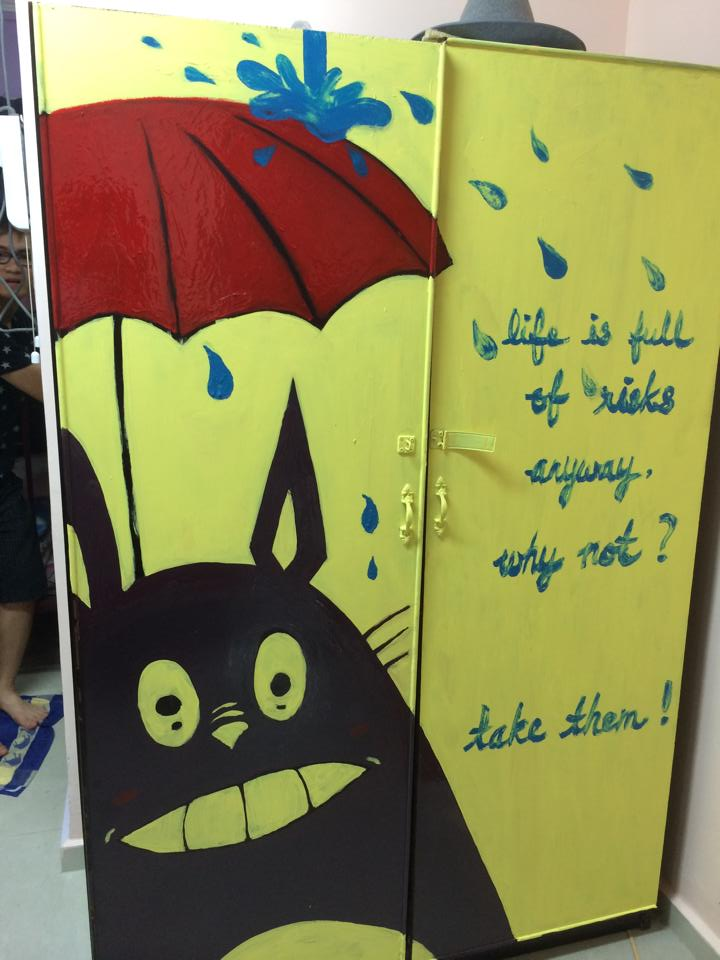 life is full
of risks
anyway,
why not ?
take them !